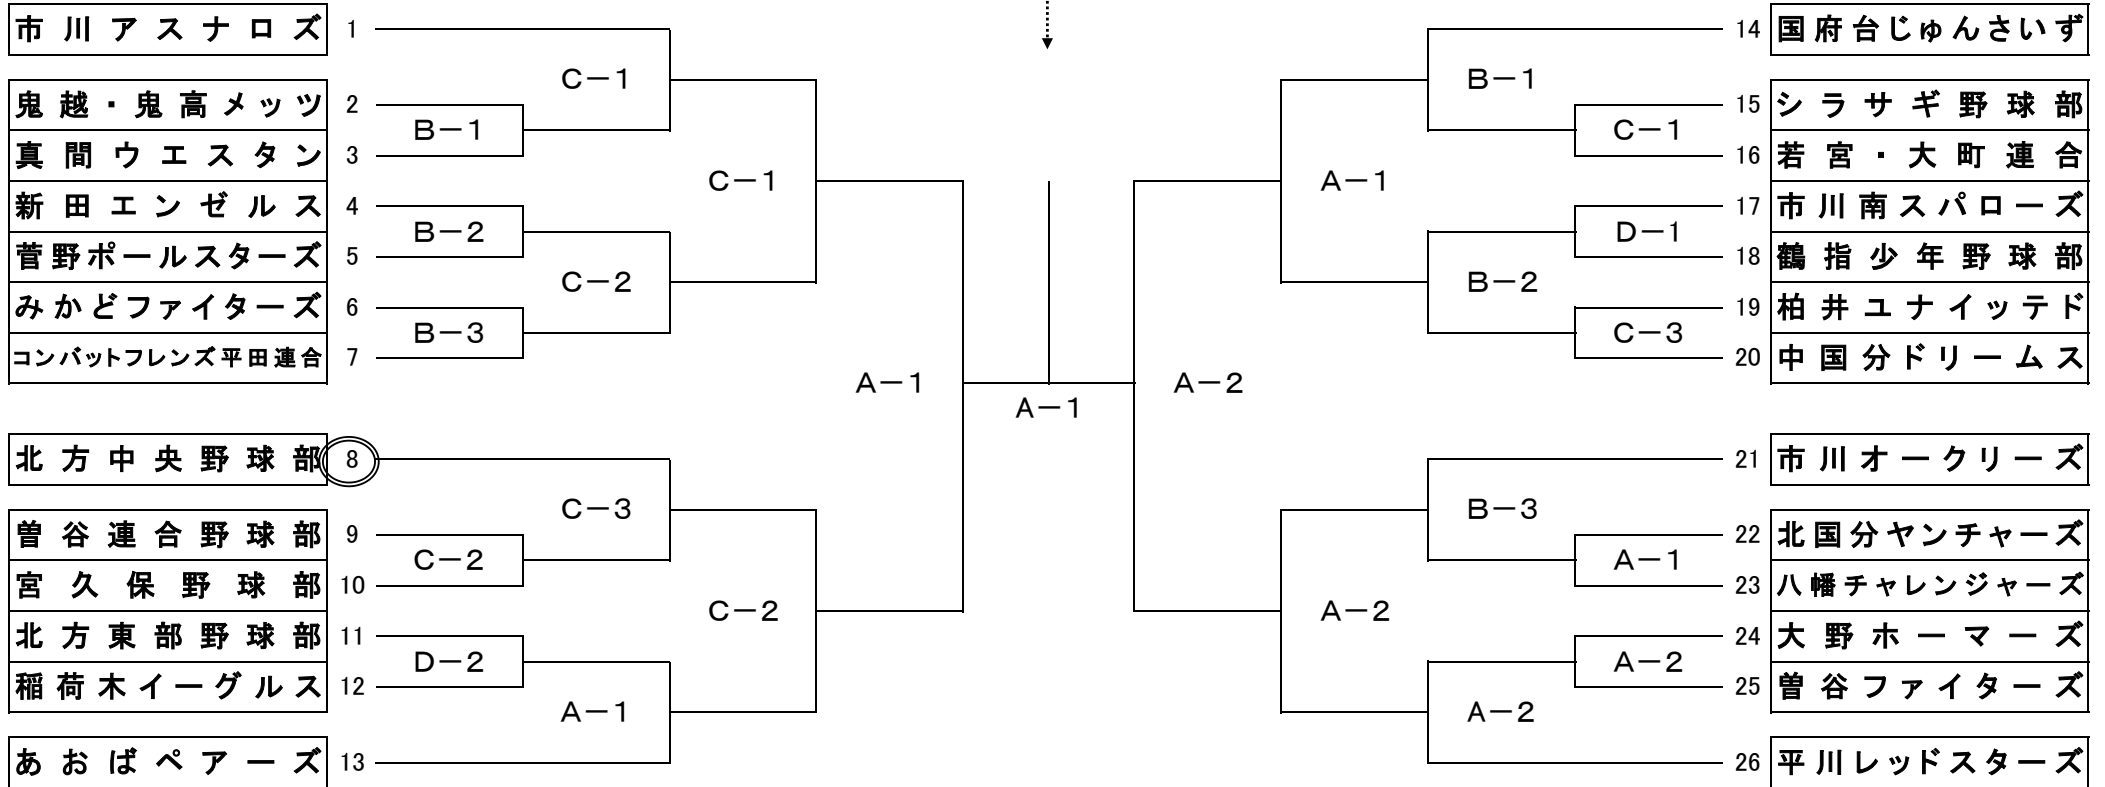 市川アスナロズ 1
鬼越・鬼高メッツ 2
真間ウエスタン 3
新田エンゼルス 4
菅野ポールスターズ 5
みかどファイターズ 6
コンバットフレンズ平田連合 7
北方中央野球部 8
曽谷連合野球部 9
宮久保野球部 10
北方東部野球部 11
稲荷木イーグルス 12
あおばペアーズ 13
B－1
B－2
B－3
C－2
D－2
C－1
C－2
C－3
A－1
C－1
C－2
A－1
A－1
A－2
A－1
A－2
B－1
B－2
B－3
A－2
C－1
D－1
C－3
A－1
A－2
14 国府台じゅんさいず
15 シラサギ野球部
16 若宮・大町連合
17 市川南スパローズ
18 鶴指少年野球部
19 柏井ユナイッテド
20 中国分ドリームス
21 市川オークリーズ
22 北国分ヤンチャーズ
23 八幡チャレンジャーズ
24 大野ホーマーズ
25 曽谷ファイターズ
26 平川レッドスターズ